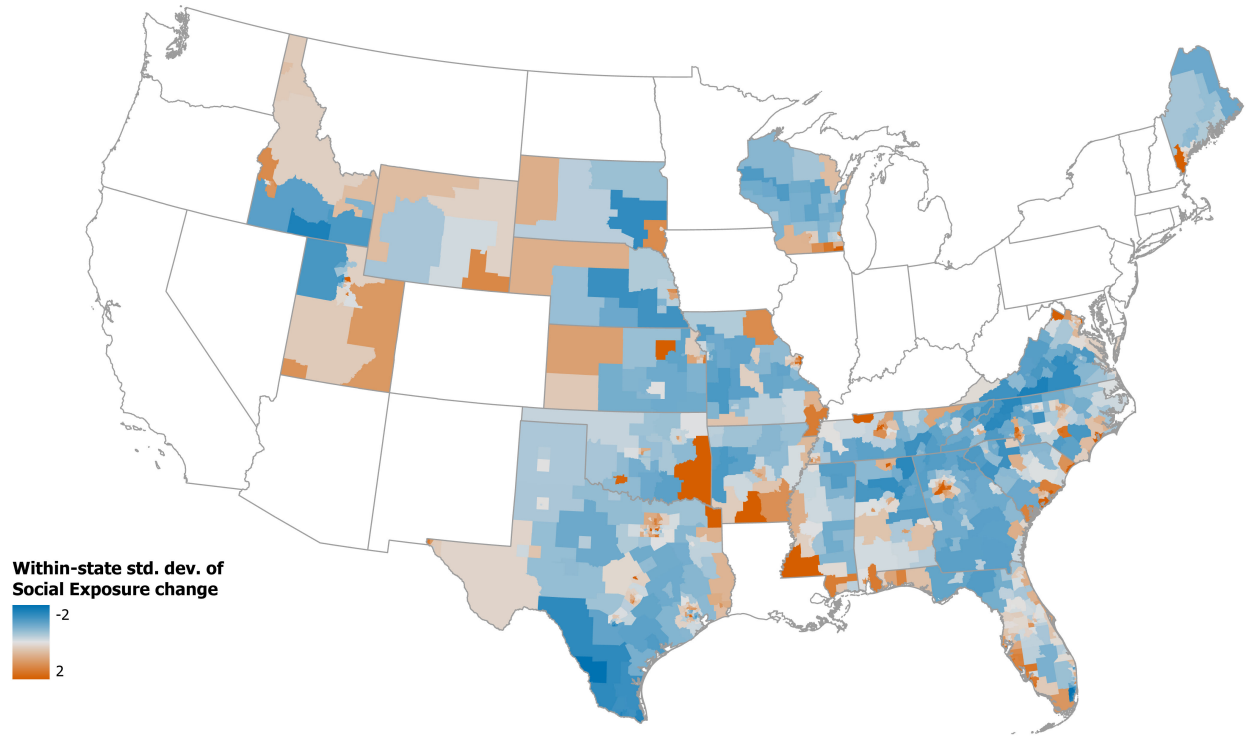 Within-state std. dev. of
Social Exposure change
-2
2